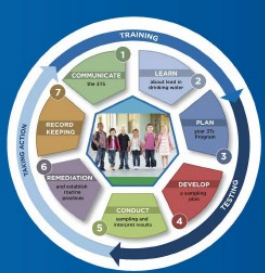 TRAINING
1
COMMUNICATE
the 3Ts
LEARN
about lead in
drinking water
2
PLAN
your 3Ts
Program
3
DEVELOP
a sampling
plan
4
TESTING
CONDUCT
sampling and
interpret results
5
REMEDIATION
and establish
routine
practices
6
RECORD
KEEPING
7
TAKING ACTION